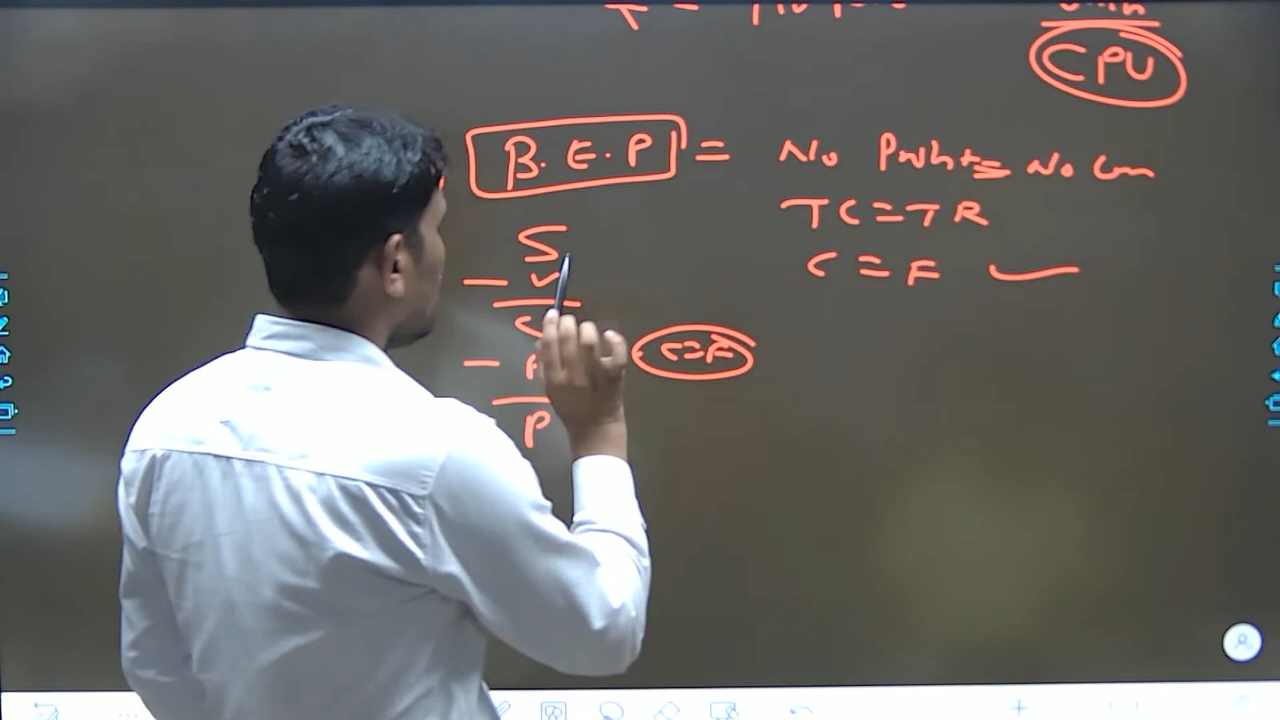 CPU
B.E.P = No Profit = No Loss
TC = TR
C = F
S
- V
C
- F
P
C=F